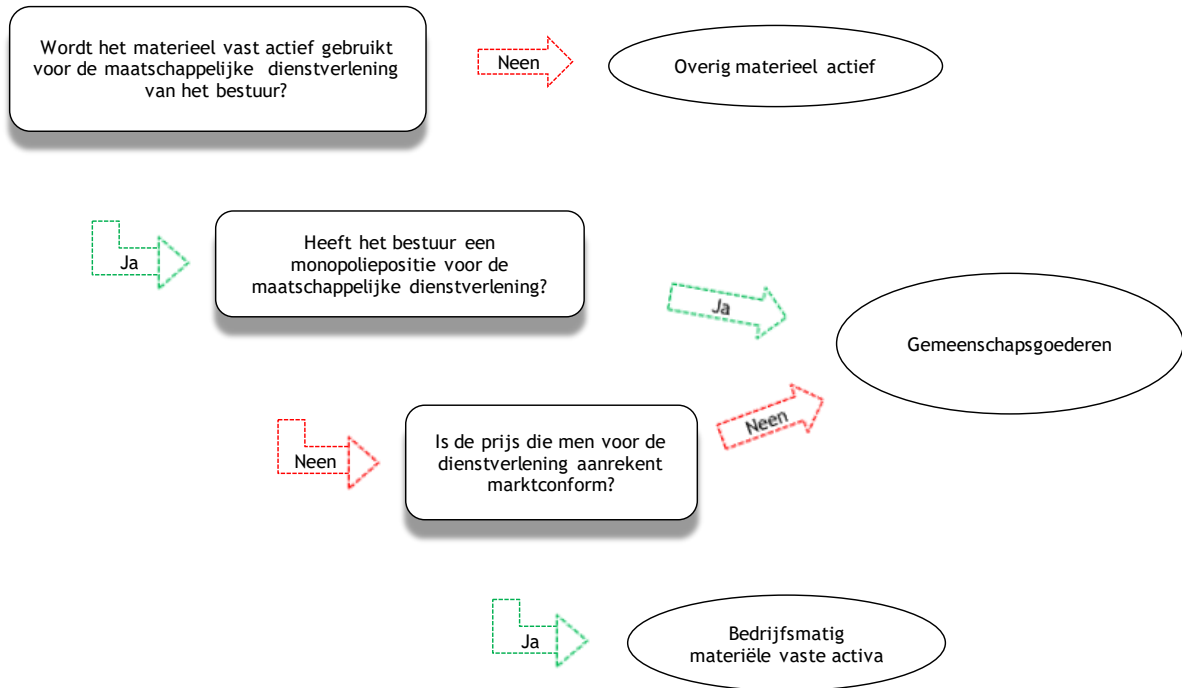 Wordt het materieel vast actief gebruikt
voor de maatschappelijke dienstverlening
van het bestuur?
Neen
Overig materieel actief
Ja
Heeft het bestuur een
monopoliepositie voor de
maatschappelijke dienstverlening?
Ja
Gemeenschapsgoederen
Neen
Is de prijs die men voor de
dienstverlening aanrekent
marktconform?
Neen
Ja
Bedrijfsmatig
materiële vaste activa